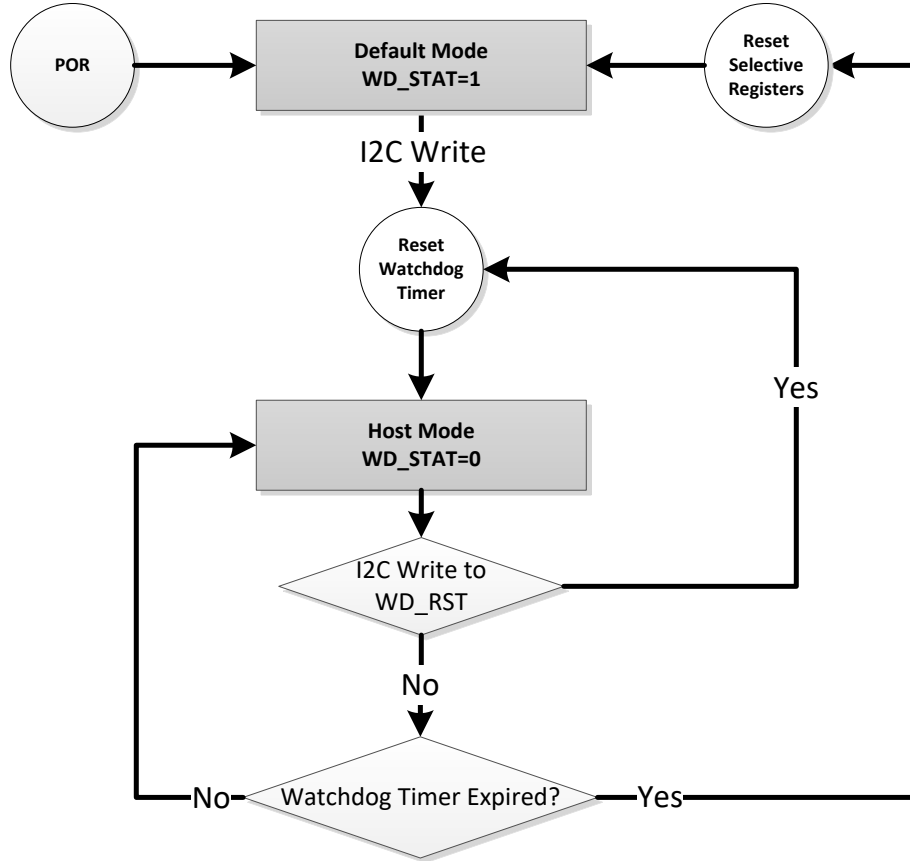 POR
Default Mode
WD_STAT=1
Reset
Selective
Registers
I2C Write
Reset
Watchdog
Timer
Yes
Host Mode
WD_STAT=0
I2C Write to
WD_RST
No
No
Watchdog Timer Expired?
Yes